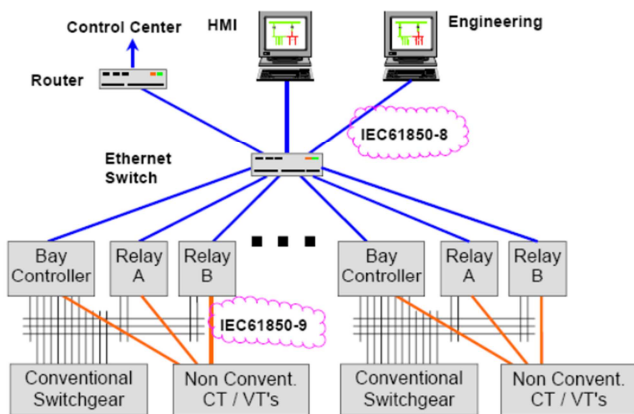 Control Center
HMI
Engineering
Router
IEC61850-8
Ethernet
Switch
Bay
Controller
Relay
A
Relay
B
Bay
Controller
Relay
A
Relay
B
IEC61850-9
Conventional
Switchgear
Non Convent.
CT / VT's
Conventional
Switchgear
Non Convent.
CT / VT's